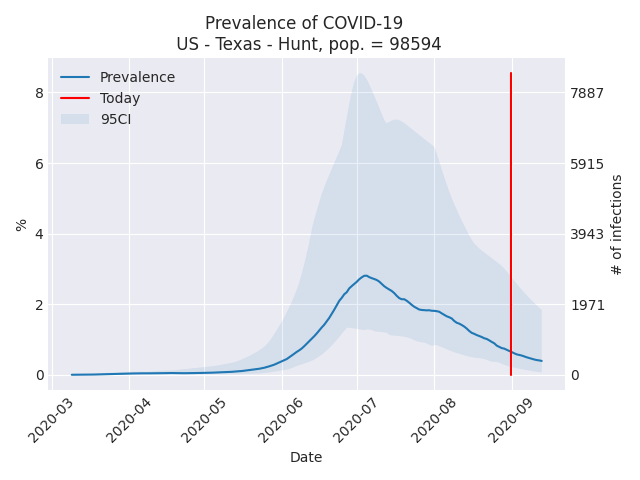 Prevalence of COVID-19
US - Texas - Hunt, pop. = 98594
Prevalence
Today
95CI
8
6
4
2
0
%
7887
5915
3943
1971
0
# of infections
2020-03
2020-04
2020-05
2020-06
2020-07
2020-08
2020-09
Date